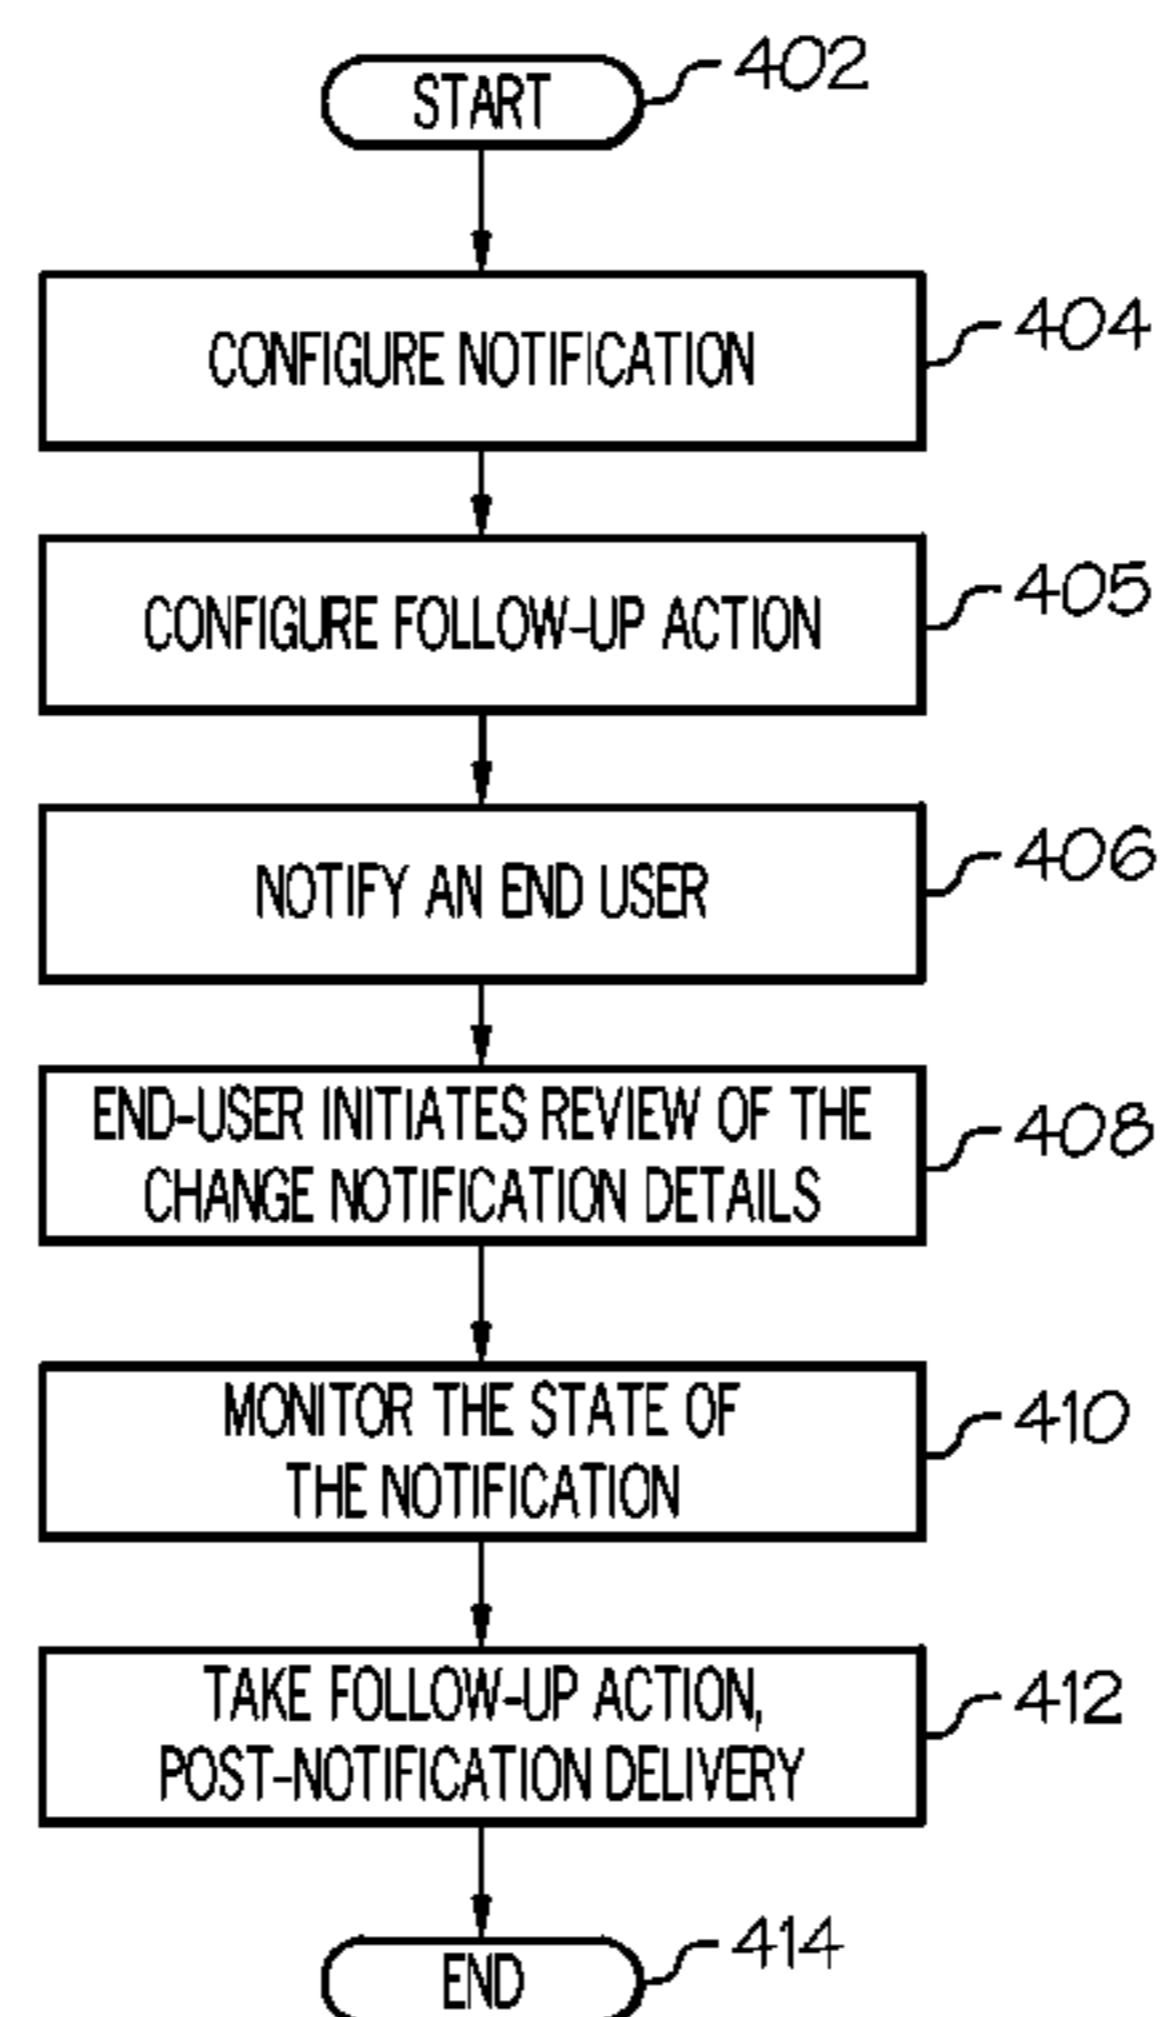 START
402
CONFIGURE NOTIFICATION
404
CONFIGURE FOLLOW-UP ACTION
405
NOTIFY AN END USER
406
END-USER INITIATES REVIEW OF THE
CHANGE NOTIFICATION DETAILS
408
MONITOR THE STATE OF
THE NOTIFICATION
410
TAKE FOLLOW-UP ACTION,
POST-NOTIFICATION DELIVERY
412
END
414